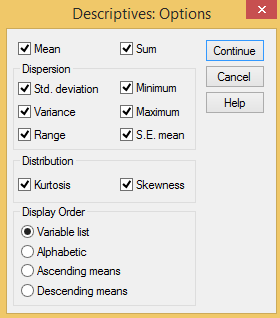 Descriptives: Options
Mean Sum
Continue
Cancel
Help
Dispersion
Std. deviation Minimum
Variance Maximum
Range S.E. mean
Distribution
Kurtosis Skewness
Display Order
Variable list
Alphabetic
Ascending means
Descending means